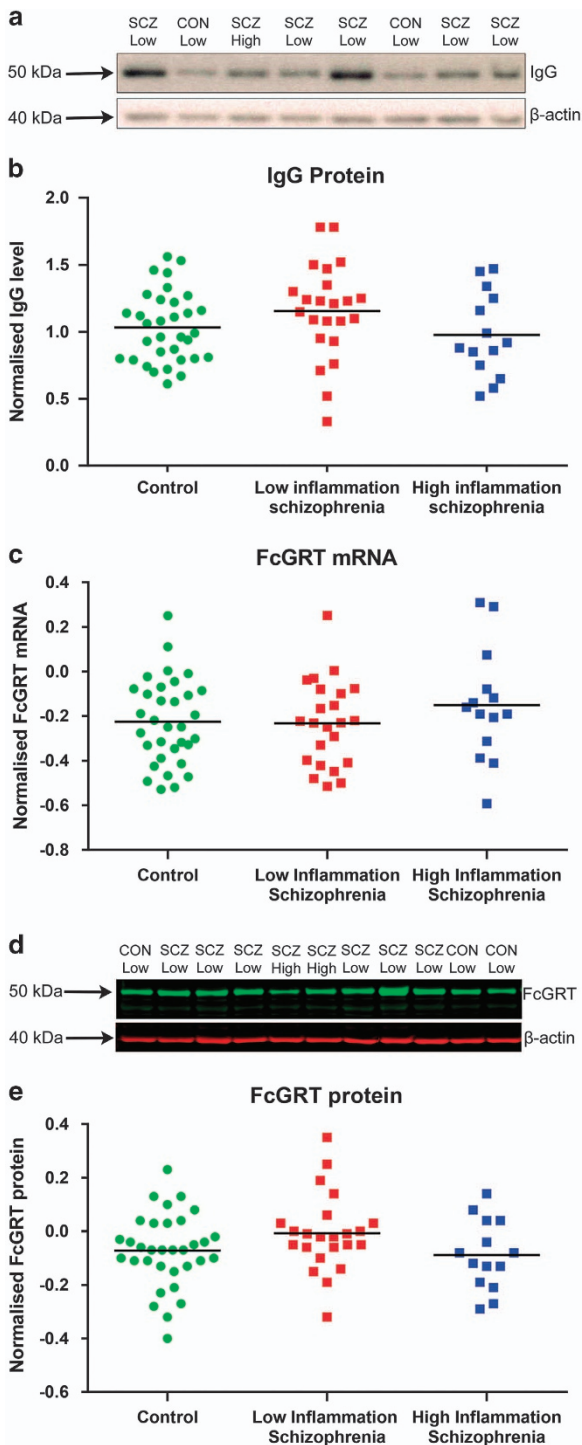 a
SCZ CON SCZ SCZ SCZ CON SCZ SCZ
Low Low High Low Low Low Low Low
50 kDa IgG
40 kDa β-actin
b
IgG Protein
Normalised IgG level
2.0
1.5
1.0
0.5
0.0
Control Low inflammation High inflammation
schizophrenia schizophrenia
c
FcGRT mRNA
Normalised FcGRT mRNA
0.4
0.2
0.0
-0.2
-0.4
-0.6
-0.8
Control Low Inflammation High Inflammation
Schizophrenia Schizophrenia
d
CON SCZ SCZ SCZ SCZ SCZ SCZ SCZ SCZ CON CON
Low Low Low Low High High Low Low Low Low Low
50 kDa FcGRT
40 kDa β-actin
e
FcGRT protein
Normalised FcGRT protein
0.4
0.2
0.0
-0.2
-0.4
-0.6
Control Low Inflammation High Inflammation
Schizophrenia Schizophrenia